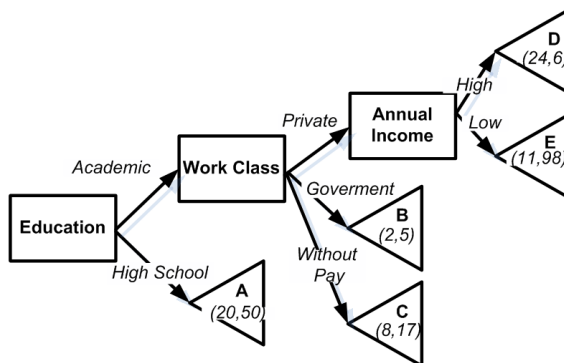 Education
Academic
High School
A
(20,50)
Work Class
Private
Goverment
B
(2,5)
Without
Pay
C
(8,17)
Annual
Income
High
D
(24,6)
Low
E
(11,98)